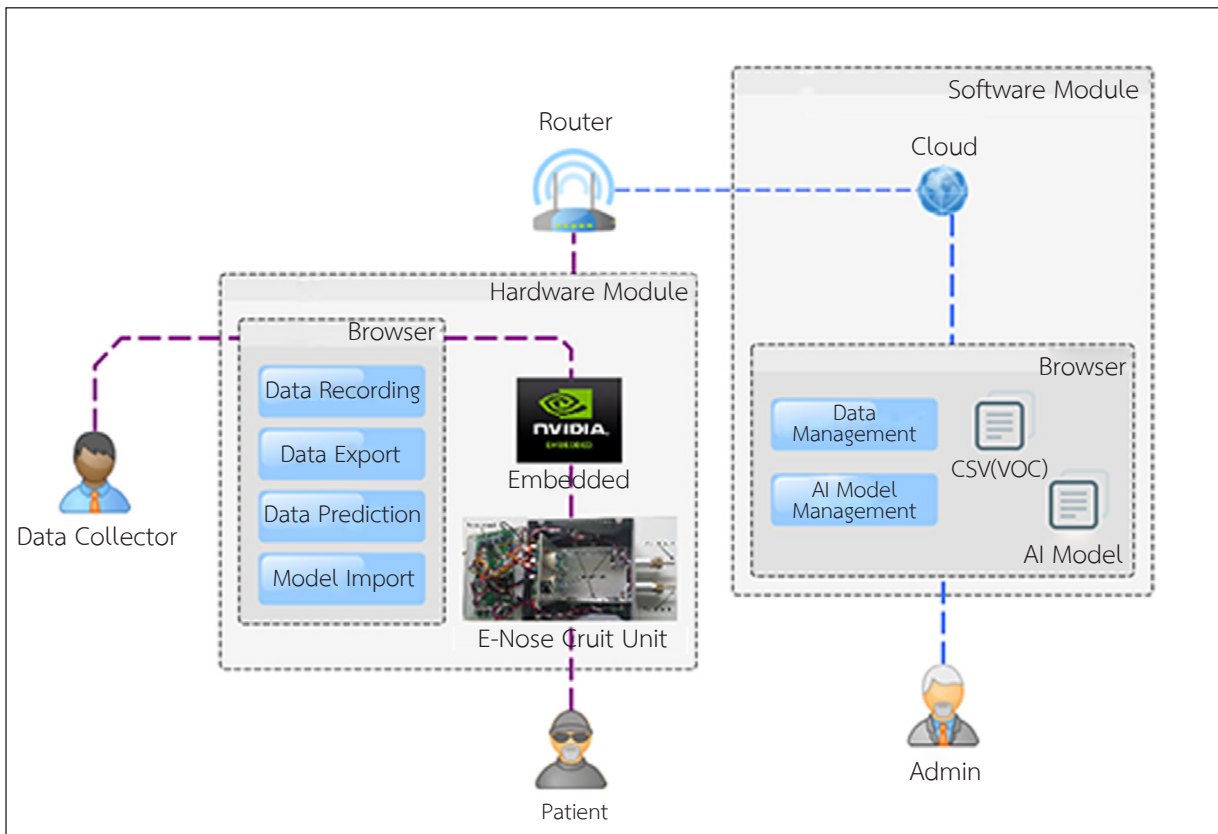 Software Module
Router
Cloud
Hardware Module
Browser
Data Recording
Data Export
Data Prediction
Model Import
NVIDIA.
EMBEDDED
Embedded
E-Nose Cruit Unit
Data Collector
Patient
Browser
Data
Management
AI Model
Management
CSV(VOC)
AI Model
Admin